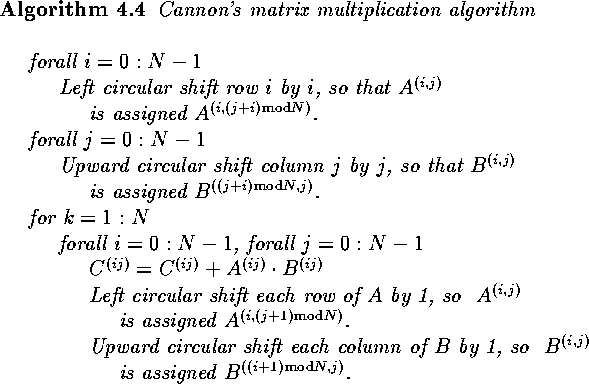 Algorithm 4.4 Cannon's matrix multiplication algorithm
forall i = 0 : N − 1
Left circular shift row i by i, so that A^(i,j)
is assigned A^(i,(j+i)modN).
forall j = 0 : N − 1
Upward circular shift column j by j, so that B^(i,j)
is assigned B^((j+i)modN,j).
for k = 1 : N
forall i = 0 : N − 1, forall j = 0 : N − 1
C^(ij) = C^(ij) + A^(ij) · B^(ij)
Left circular shift each row of A by 1, so A^(i,j)
is assigned A^(i,(j+1)modN).
Upward circular shift each column of B by 1, so B^(i,j)
is assigned B^((i+1)modN,j).